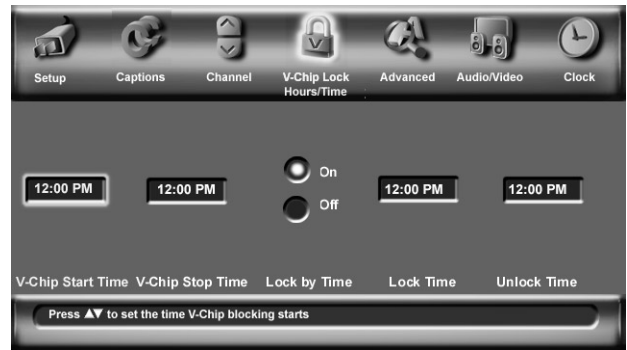 Setup Captions Channel V-Chip Lock Advanced Audio/Video Clock
Hours/Time
On
12:00 PM 12:00 PM 12:00 PM 12:00 PM
Off
V-Chip Start Time V-Chip Stop Time Lock by Time Lock Time Unlock Time
Press ▲▼ to set the time V-Chip blocking starts